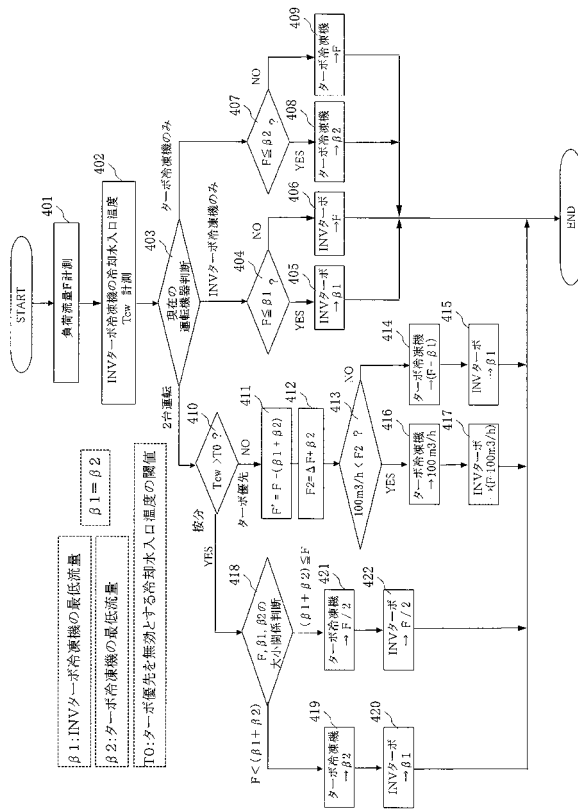 START
401
負荷流量F計測
402
INVターボ冷凍機の冷却水入口温度
Tcw 計測
403
現在の
運転機器判断
ターボ冷凍機のみ
INVターボ冷凍機のみ
2台運転
404
F≦β1 ?
NO
YES
405
INVターボ
→β1
406
INVターボ
→F
407
F≦β2 ?
NO
YES
408
ターボ冷凍機
→β2
409
ターボ冷凍機
→F
410
Tcw >T0 ?
NO
ターボ優先
按分
YES
411
F'=F-(β1+β2)
412
F2=ΔF+β2
413
100m3/h<F2 ?
NO
YES
414
ターボ冷凍機
→(F-β1)
415
INVターボ
→β1
416
ターボ冷凍機
→100m3/h
417
INVターボ
→(F-100m3/h)
418
F,β1,β2の
大小関係判断
F<(β1+β2)
(β1+β2)≦F
419
ターボ冷凍機
→β2
420
INVターボ
→β1
421
ターボ冷凍機
→F/2
422
INVターボ
→F/2
END
β1:INVターボ冷凍機の最低流量
β2:ターボ冷凍機の最低流量
β1=β2
T0:ターボ優先を無効とする冷却水入口温度の閾値